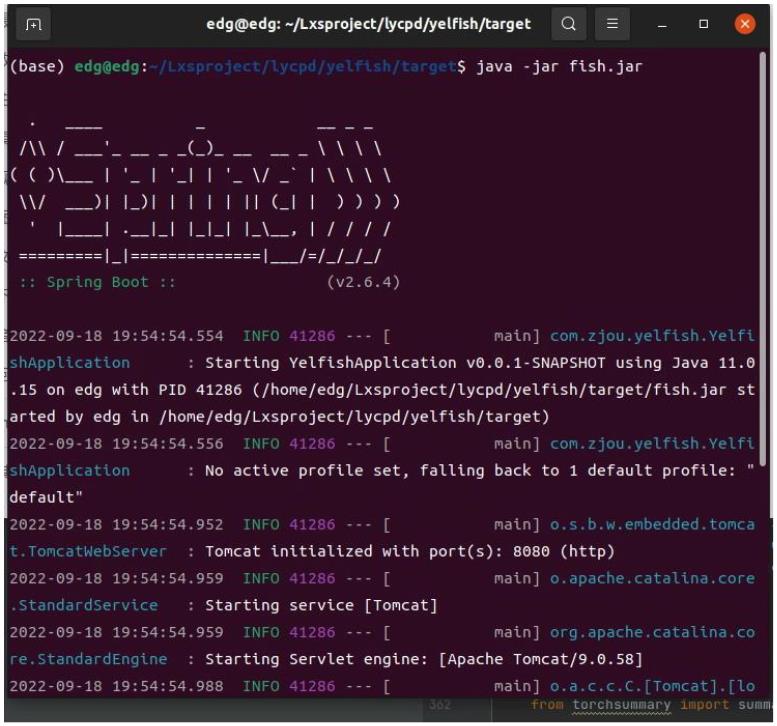 edg@edg: ~/Lxsproject/lycpd/yelfish/target
(base) edg@edg:~/Lxsproject/lycpd/yelfish/target$ java -jar fish.jar
  .   ____          _            __ _ _
 /\\ / ___'_ __ _ _(_)_ __  __ _ \ \ \ \
( ( )\___ | '_ | '_| | '_ \/ _` | \ \ \ \
 \\/  ___)| |_)| | | | | || (_| |  ) ) ) )
  '  |____| .__|_| |_|_| |_\__, | / / / /
 =========|_|==============|___/=/_/_/_/
 :: Spring Boot ::                (v2.6.4)
2022-09-18 19:54:54.554  INFO 41286 --- [           main] com.zjou.yelfish.Yelfi
shApplication      : Starting YelfishApplication v0.0.1-SNAPSHOT using Java 11.0
.15 on edg with PID 41286 (/home/edg/Lxsproject/lycpd/yelfish/target/fish.jar st
arted by edg in /home/edg/Lxsproject/lycpd/yelfish/target)
2022-09-18 19:54:54.556  INFO 41286 --- [           main] com.zjou.yelfish.Yelfi
shApplication      : No active profile set, falling back to 1 default profile: "
default"
2022-09-18 19:54:54.952  INFO 41286 --- [           main] o.s.b.w.embedded.tomca
t.TomcatWebServer  : Tomcat initialized with port(s): 8080 (http)
2022-09-18 19:54:54.959  INFO 41286 --- [           main] o.apache.catalina.core
.StandardService   : Starting service [Tomcat]
2022-09-18 19:54:54.959  INFO 41286 --- [           main] org.apache.catalina.co
re.StandardEngine  : Starting Servlet engine: [Apache Tomcat/9.0.58]
2022-09-18 19:54:54.988  INFO 41286 --- [           main] o.a.c.c.C.[Tomcat].[lo
362 from torchsummary import summ